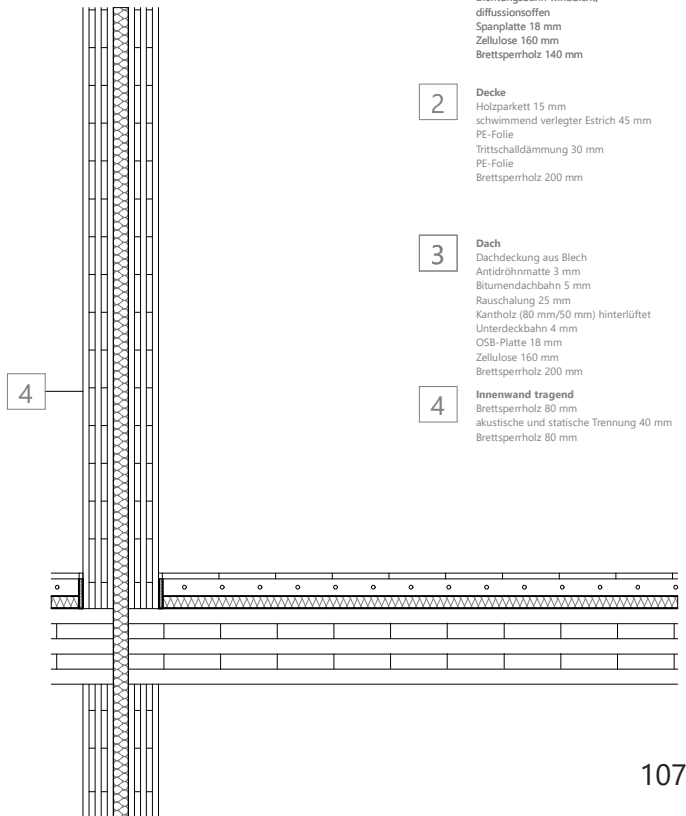 diffussionsoffen
Spanplatte 18 mm
Zellulose 160 mm
Brettsperrholz 140 mm
2
Decke
Holzparkett 15 mm
schwimmend verlegter Estrich 45 mm
PE-Folie
Trittschalldämmung 30 mm
PE-Folie
Brettsperrholz 200 mm
3
Dach
Dachdeckung aus Blech
Antidröhnmatte 3 mm
Bitumendachbahn 5 mm
Rauschalung 25 mm
Kantholz (80 mm/50 mm) hinterlüftet
Unterdeckbahn 4 mm
OSB-Platte 18 mm
Zellulose 160 mm
Brettsperrholz 200 mm
4
4
Innenwand tragend
Brettsperrholz 80 mm
akustische und statische Trennung 40 mm
Brettsperrholz 80 mm
107